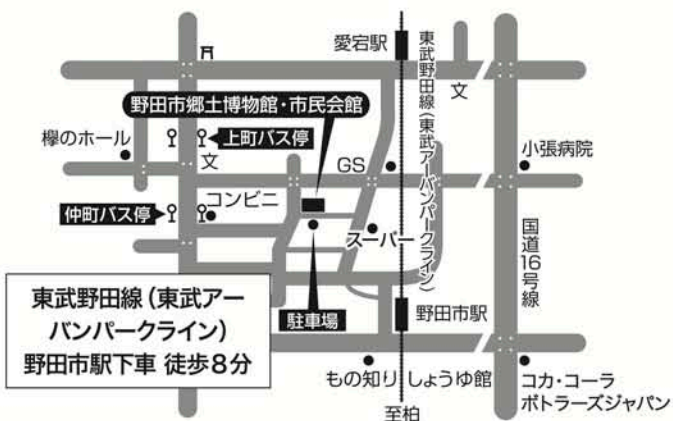 愛宕駅
東武野田線(東武アーバンパークライン)
文
野田市郷土博物館・市民会館
欅のホール
上町バス停
文
GS
小張病院
仲町バス停
コンビニ
スーパー
国道16号線
東武野田線(東武アー
バンパークライン)
野田市駅下車 徒歩8分
駐車場
野田市駅
もの知りしょうゆ館
コカ・コーラ
ボトラーズジャパン
至柏